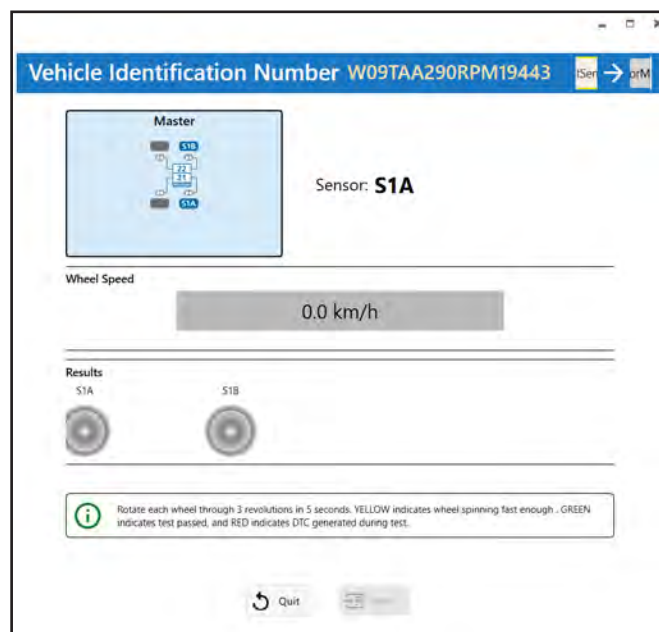 Vehicle Identification Number W09TAA290RPM19443
ISer → orM
Master
S1B
22
21
S1A
Sensor: S1A
Wheel Speed
0.0 km/h
Results
S1A S1B
Rotate each wheel through 3 revolutions in 5 seconds. YELLOW indicates wheel spinning fast enough . GREEN
indicates test passed, and RED indicates DTC generated during test.
Quit